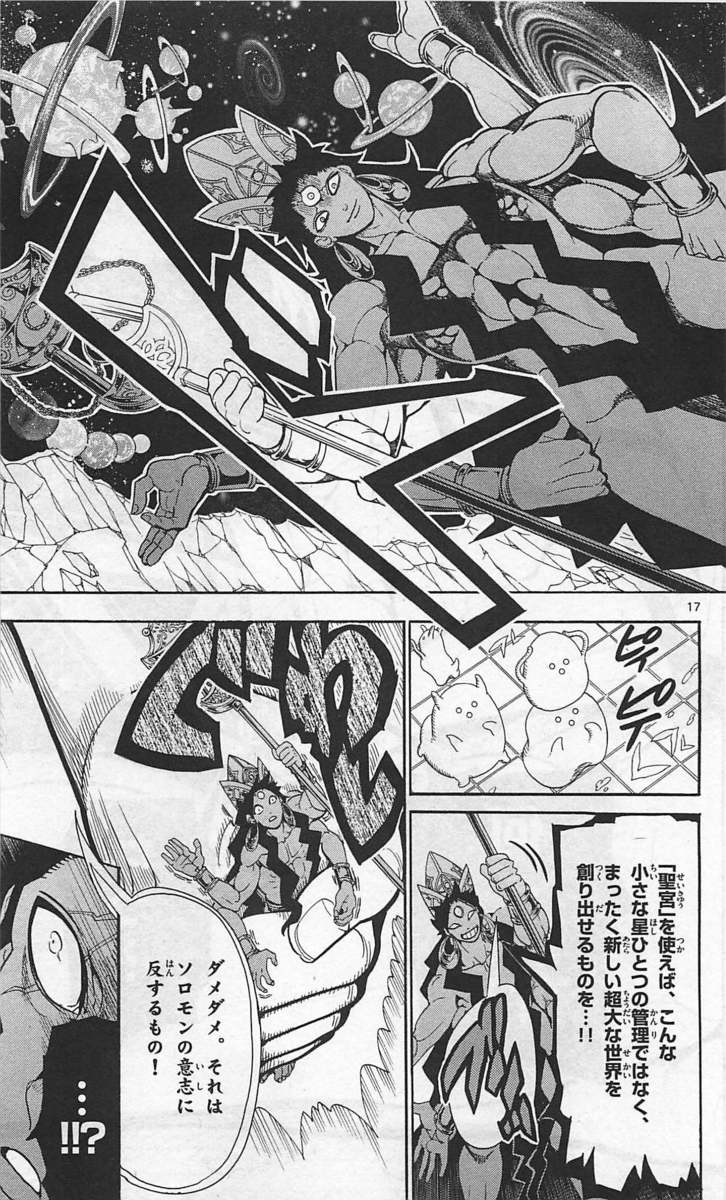 17
ピィ
ピィ
「聖宮」を使えば、こんな
小さな星ひとつの管理ではなく、
まったく新しい超大な世界を
創り出せるものを…!!
ダメダメ。それは
ソロモンの意志に
反するもの!
…!!?